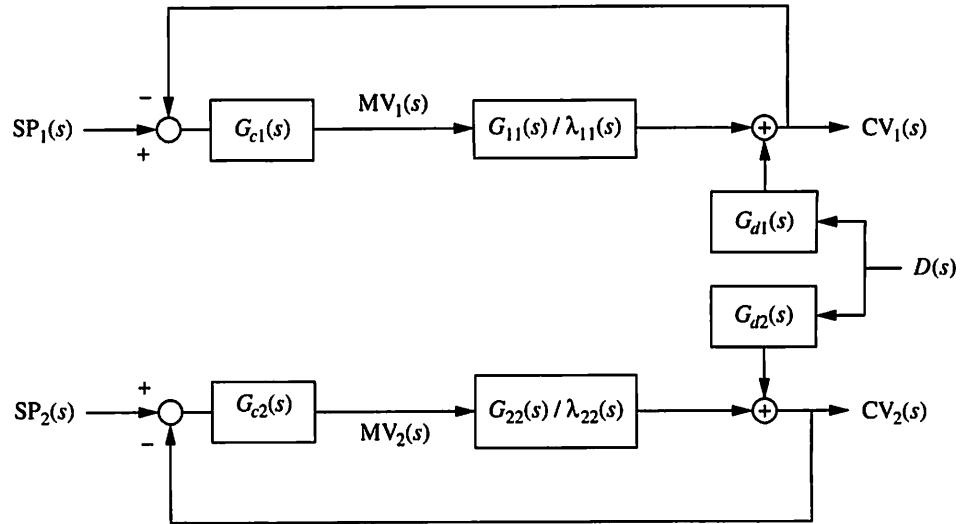 −
SP₁(s)
+
G_c1(s)
MV₁(s)
G₁₁(s) / λ₁₁(s)
+
CV₁(s)
G_d1(s)
D(s)
G_d2(s)
+
SP₂(s)
−
G_c2(s)
MV₂(s)
G₂₂(s) / λ₂₂(s)
+
CV₂(s)